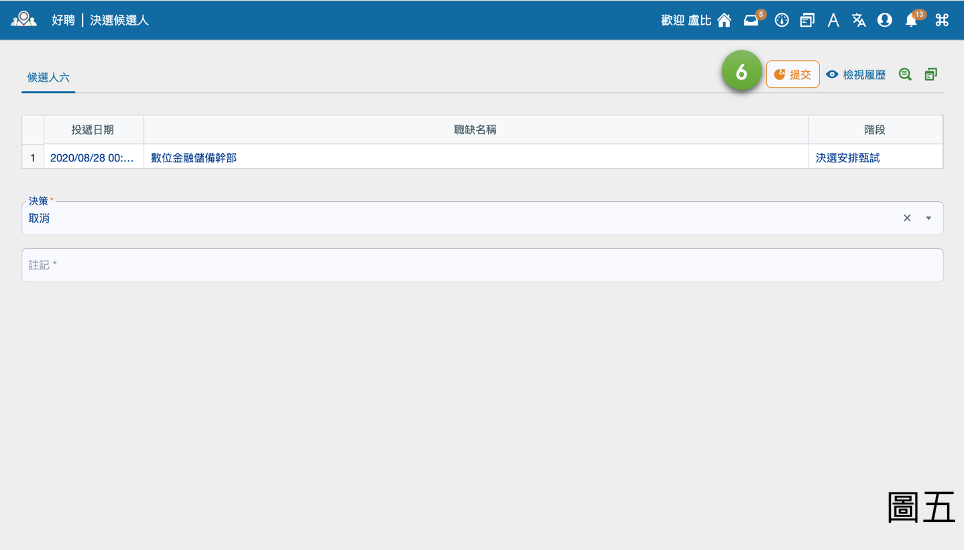 好聘 | 決選候選人
歡迎 盧比
5
13
候選人六
6
提交
檢視履歷
投遞日期 職缺名稱 階段
1 2020/08/28 00:... 數位金融儲備幹部 決選安排甄試
決策 *
取消
註記 *
圖五